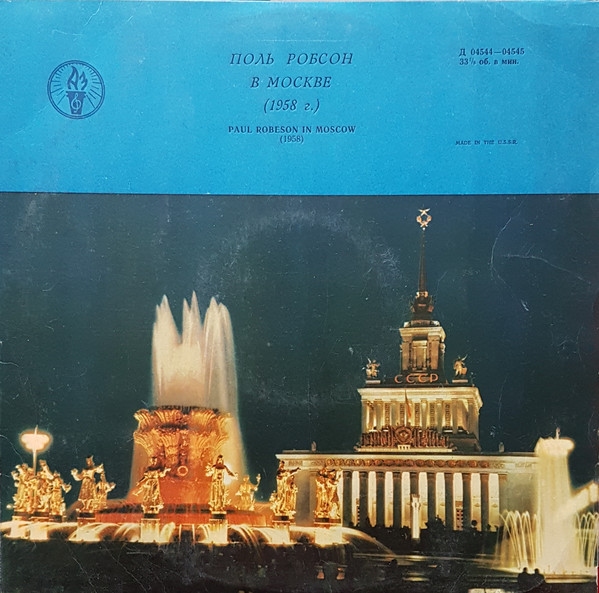 ПОЛЬ РОБСОН
В МОСКВЕ
(1958 г.)
PAUL ROBESON IN MOSCOW
(1958)
Д 04544—04545
33⅓ об. в мин.
MADE IN THE U.S.S.R.
АЗ
СССР